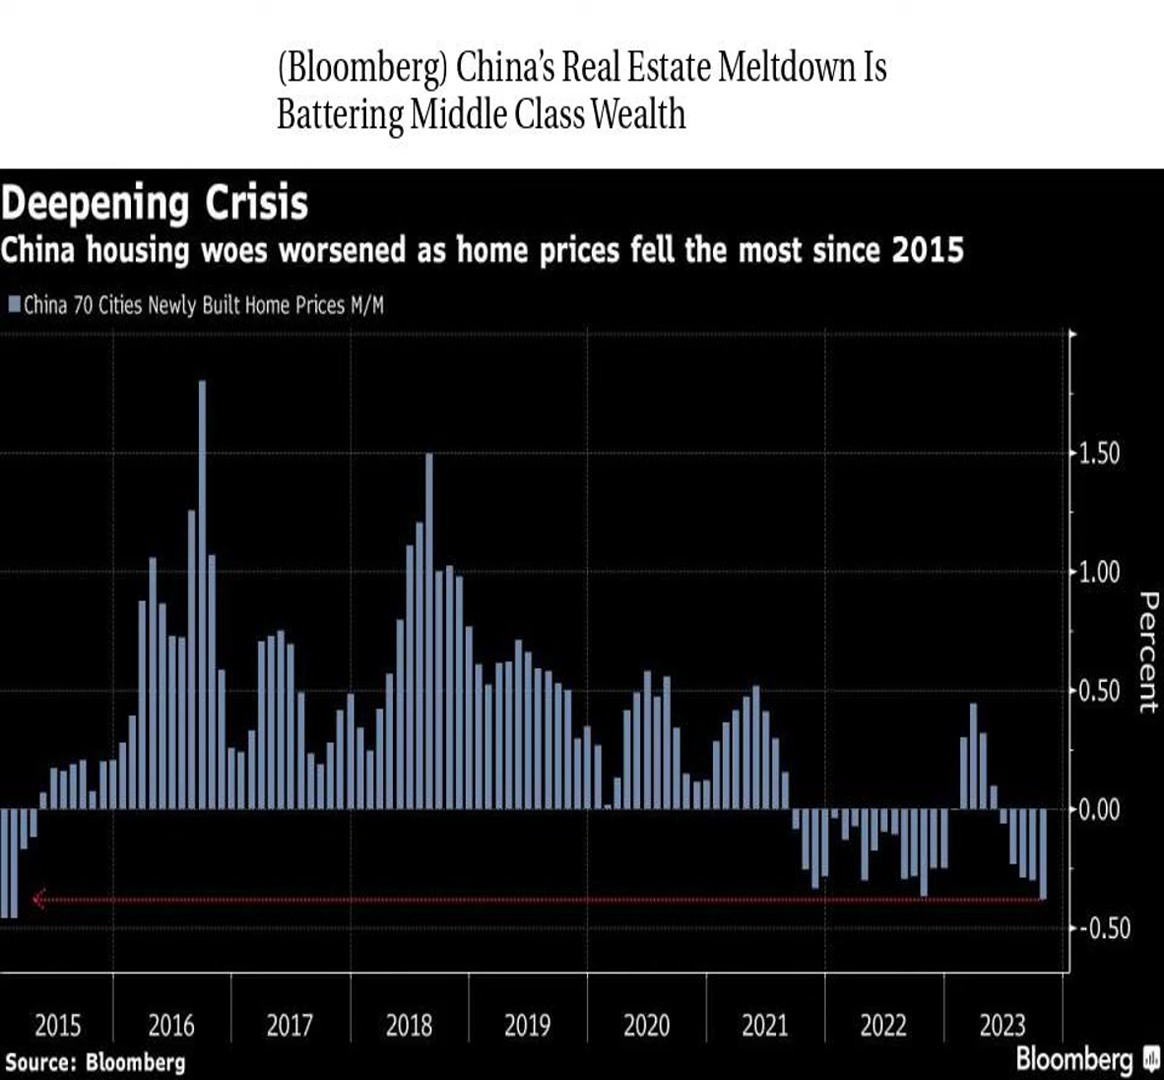 (Bloomberg) China's Real Estate Meltdown Is
Battering Middle Class Wealth
Deepening Crisis
China housing woes worsened as home prices fell the most since 2015
China 70 Cities Newly Built Home Prices M/M
1.50
1.00
0.50
0.00
-0.50
Percent
2015 2016 2017 2018 2019 2020 2021 2022 2023
Source: Bloomberg
Bloomberg